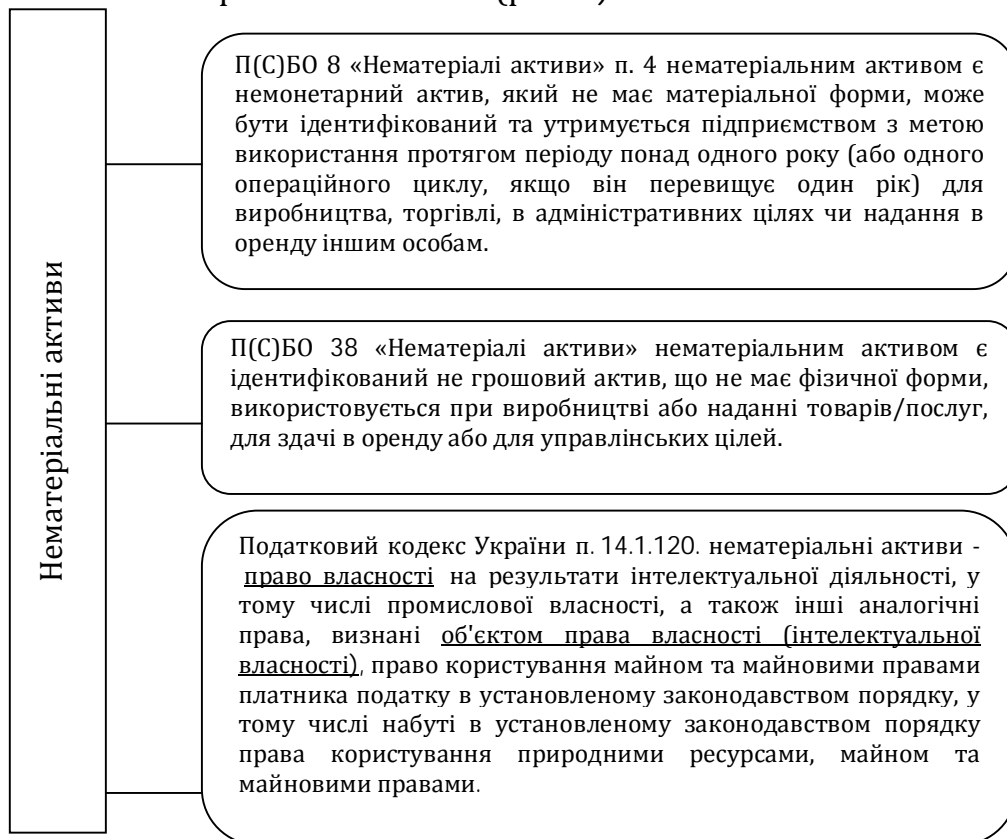 Нематеріальні активи
П(С)БО 8 «Нематеріалі активи» п. 4 нематеріальним активом є
немонетарний актив, який не має матеріальної форми, може
бути ідентифікований та утримується підприємством з метою
використання протягом періоду понад одного року (або одного
операційного циклу, якщо він перевищує один рік) для
виробництва, торгівлі, в адміністративних цілях чи надання в
оренду іншим особам.
П(С)БО 38 «Нематеріалі активи» нематеріальним активом є
ідентифікований не грошовий актив, що не має фізичної форми,
використовується при виробництві або наданні товарів/послуг,
для здачі в оренду або для управлінських цілей.
Податковий кодекс України п. 14.1.120. нематеріальні активи -
право власності на результати інтелектуальної діяльності, у
тому числі промислової власності, а також інші аналогічні
права, визнані об'єктом права власності (інтелектуальної
власності), право користування майном та майновими правами
платника податку в установленому законодавством порядку, у
тому числі набуті в установленому законодавством порядку
права користування природними ресурсами, майном та
майновими правами.